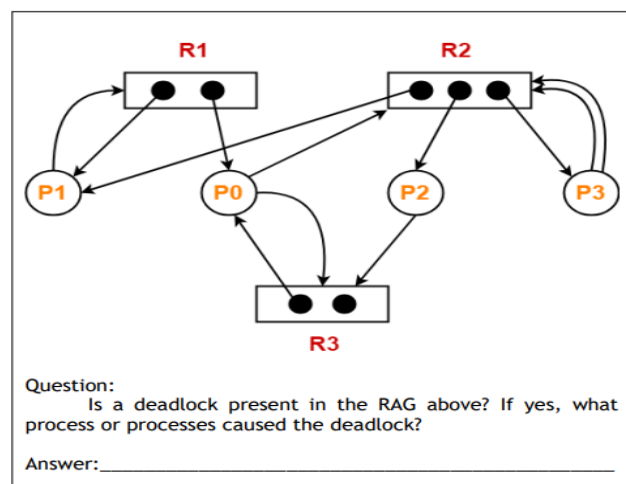 R1 R2
P1 P0 P2 P3
R3
Question:
Is a deadlock present in the RAG above? If yes, what
process or processes caused the deadlock?
Answer:____________________________________________